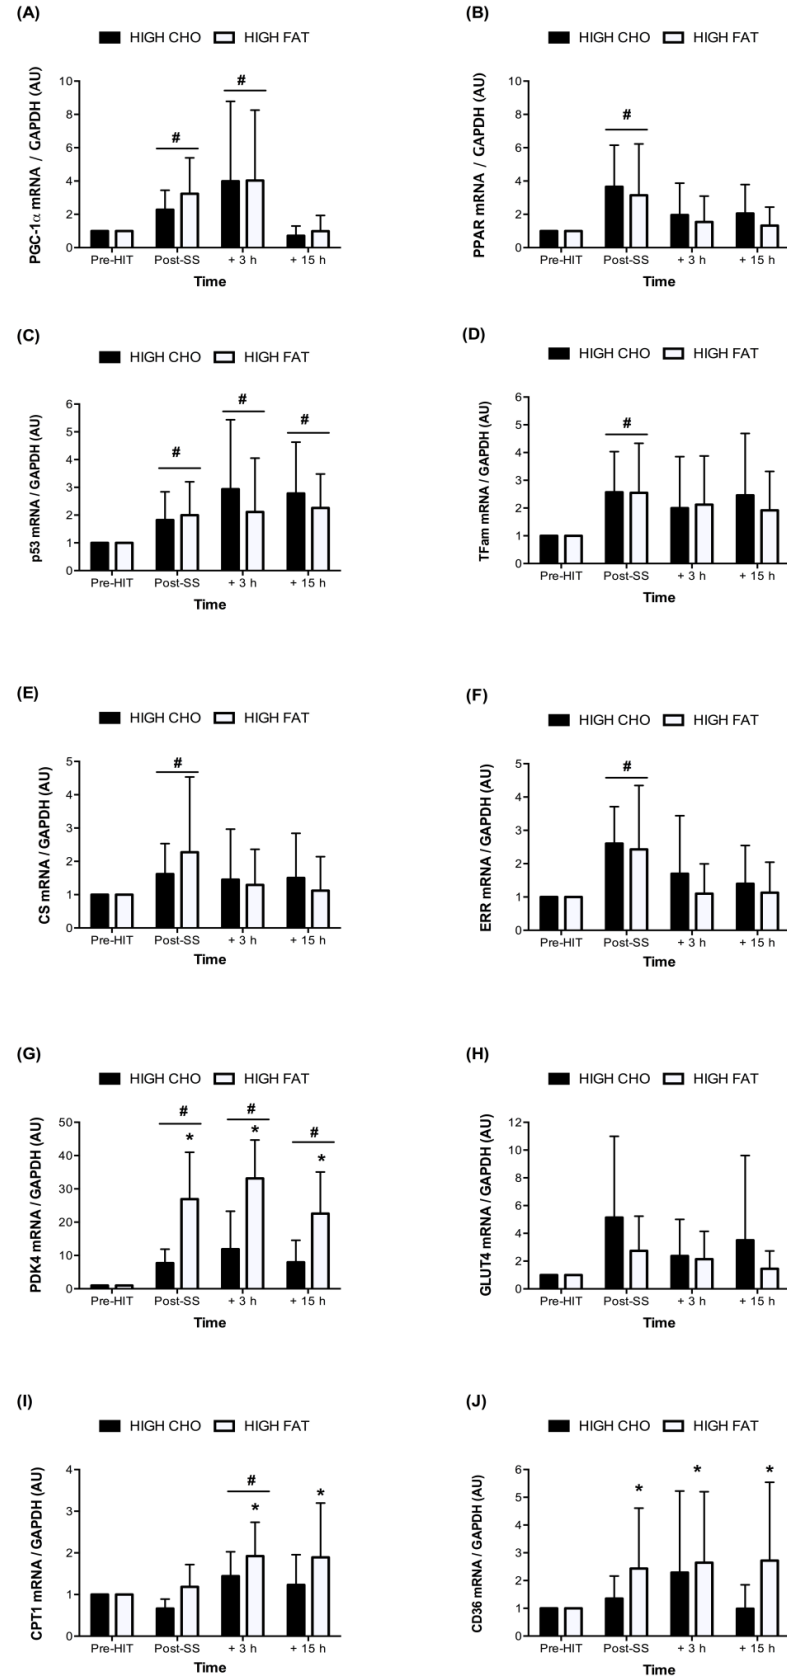 (A)
HIGH CHO HIGH FAT
PGC-1α mRNA / GAPDH (AU)
10
8
6
4
2
0
# #
Pre-HIT Post-SS + 3 h + 15 h
Time
(B)
HIGH CHO HIGH FAT
PPAR mRNA / GAPDH (AU)
10
8
6
4
2
0
#
Pre-HIT Post-SS + 3 h + 15 h
Time
(C)
HIGH CHO HIGH FAT
p53 mRNA / GAPDH (AU)
6
5
4
3
2
1
0
# # #
Pre-HIT Post-SS + 3 h + 15 h
Time
(D)
HIGH CHO HIGH FAT
TFam mRNA / GAPDH (AU)
6
5
4
3
2
1
0
#
Pre-HIT Post-SS + 3 h + 15 h
Time
(E)
HIGH CHO HIGH FAT
CS mRNA / GAPDH (AU)
5
4
3
2
1
0
#
Pre-HIT Post-SS + 3 h + 15 h
Time
(F)
HIGH CHO HIGH FAT
ERR mRNA / GAPDH (AU)
5
4
3
2
1
0
#
Pre-HIT Post-SS + 3 h + 15 h
Time
(G)
HIGH CHO HIGH FAT
PDK4 mRNA / GAPDH (AU)
50
40
30
20
10
0
# # #
* * *
Pre-HIT Post-SS + 3 h + 15 h
Time
(H)
HIGH CHO HIGH FAT
GLUT4 mRNA / GAPDH (AU)
12
10
8
6
4
2
0
Pre-HIT Post-SS + 3 h + 15 h
Time
(I)
HIGH CHO HIGH FAT
CPT1 mRNA / GAPDH (AU)
4
3
2
1
0
#
* *
Pre-HIT Post-SS + 3 h + 15 h
Time
(J)
HIGH CHO HIGH FAT
CD36 mRNA / GAPDH (AU)
6
5
4
3
2
1
0
* * *
Pre-HIT Post-SS + 3 h + 15 h
Time